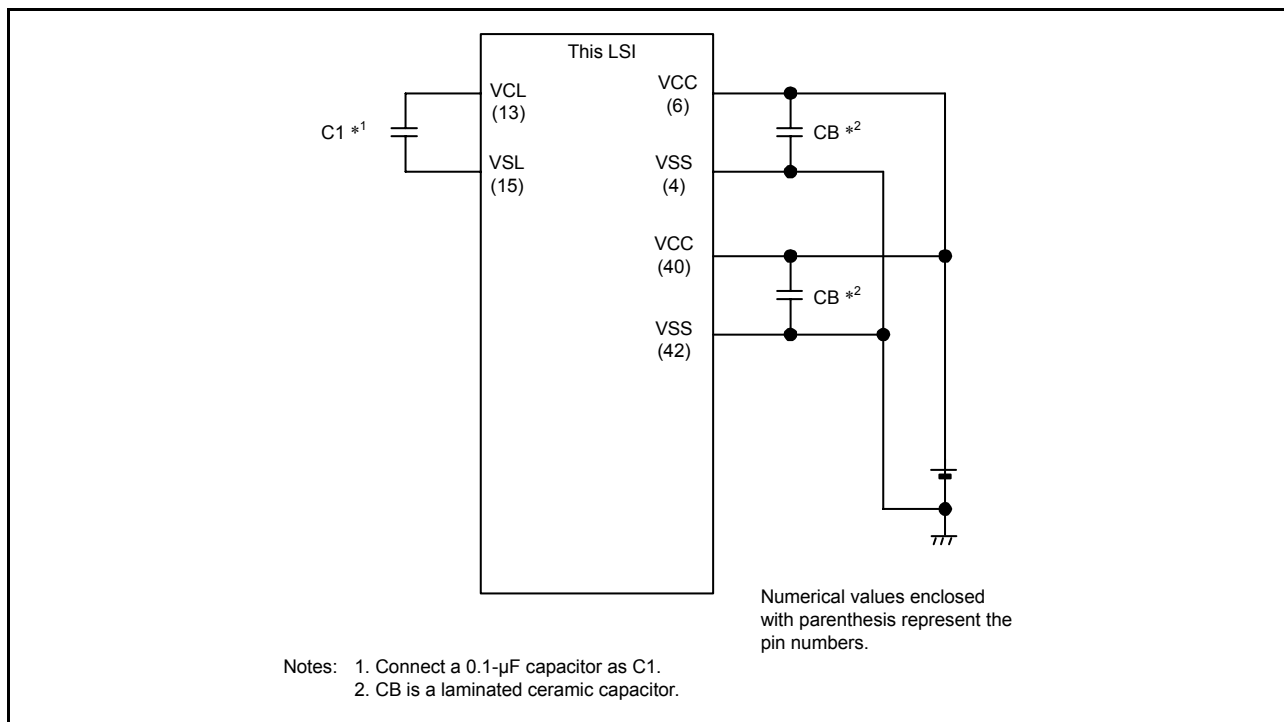 This LSI
VCL
(13)
C1 *1
VSL
(15)
VCC
(6)
CB *2
VSS
(4)
VCC
(40)
CB *2
VSS
(42)
Numerical values enclosed
with parenthesis represent the
pin numbers.
Notes: 1. Connect a 0.1-μF capacitor as C1.
2. CB is a laminated ceramic capacitor.